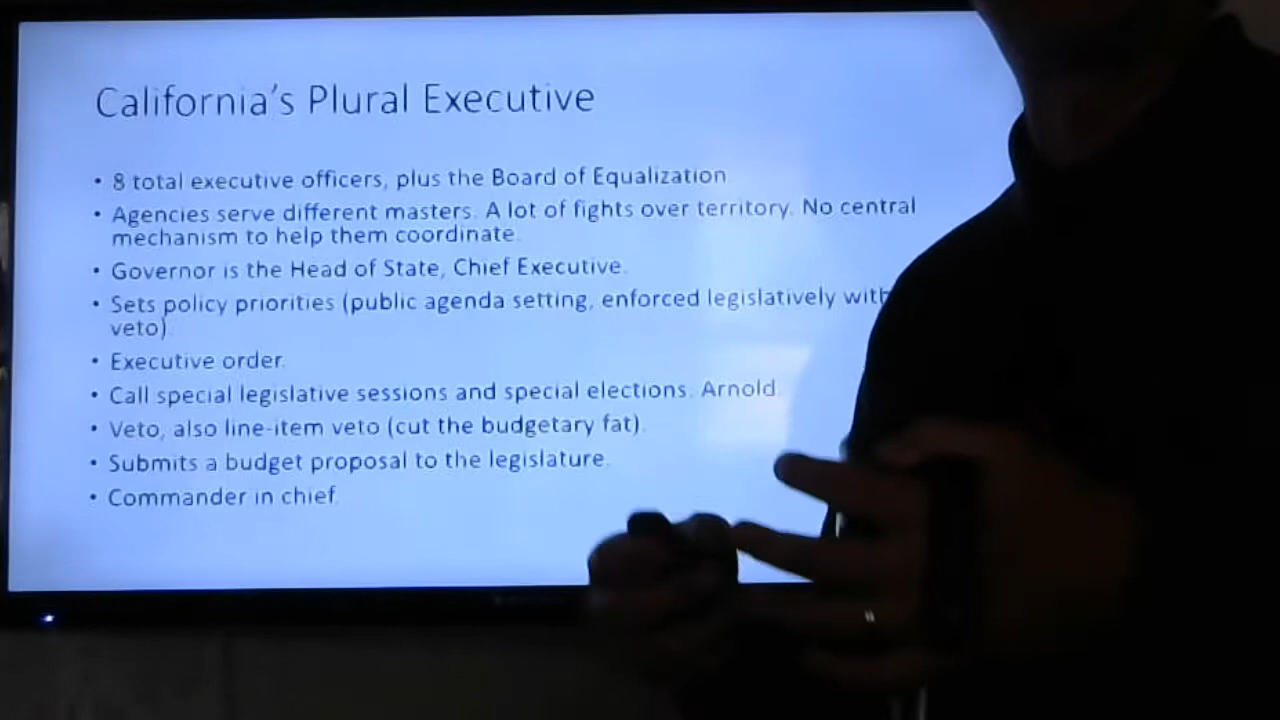 California's Plural Executive
• 8 total executive officers, plus the Board of Equalization
• Agencies serve different masters. A lot of fights over territory. No central
mechanism to help them coordinate.
• Governor is the Head of State, Chief Executive.
• Sets policy priorities (public agenda setting, enforced legislatively with
veto).
• Executive order.
• Call special legislative sessions and special elections. Arnold.
• Veto, also line-item veto (cut the budgetary fat).
• Submits a budget proposal to the legislature.
• Commander in chief.